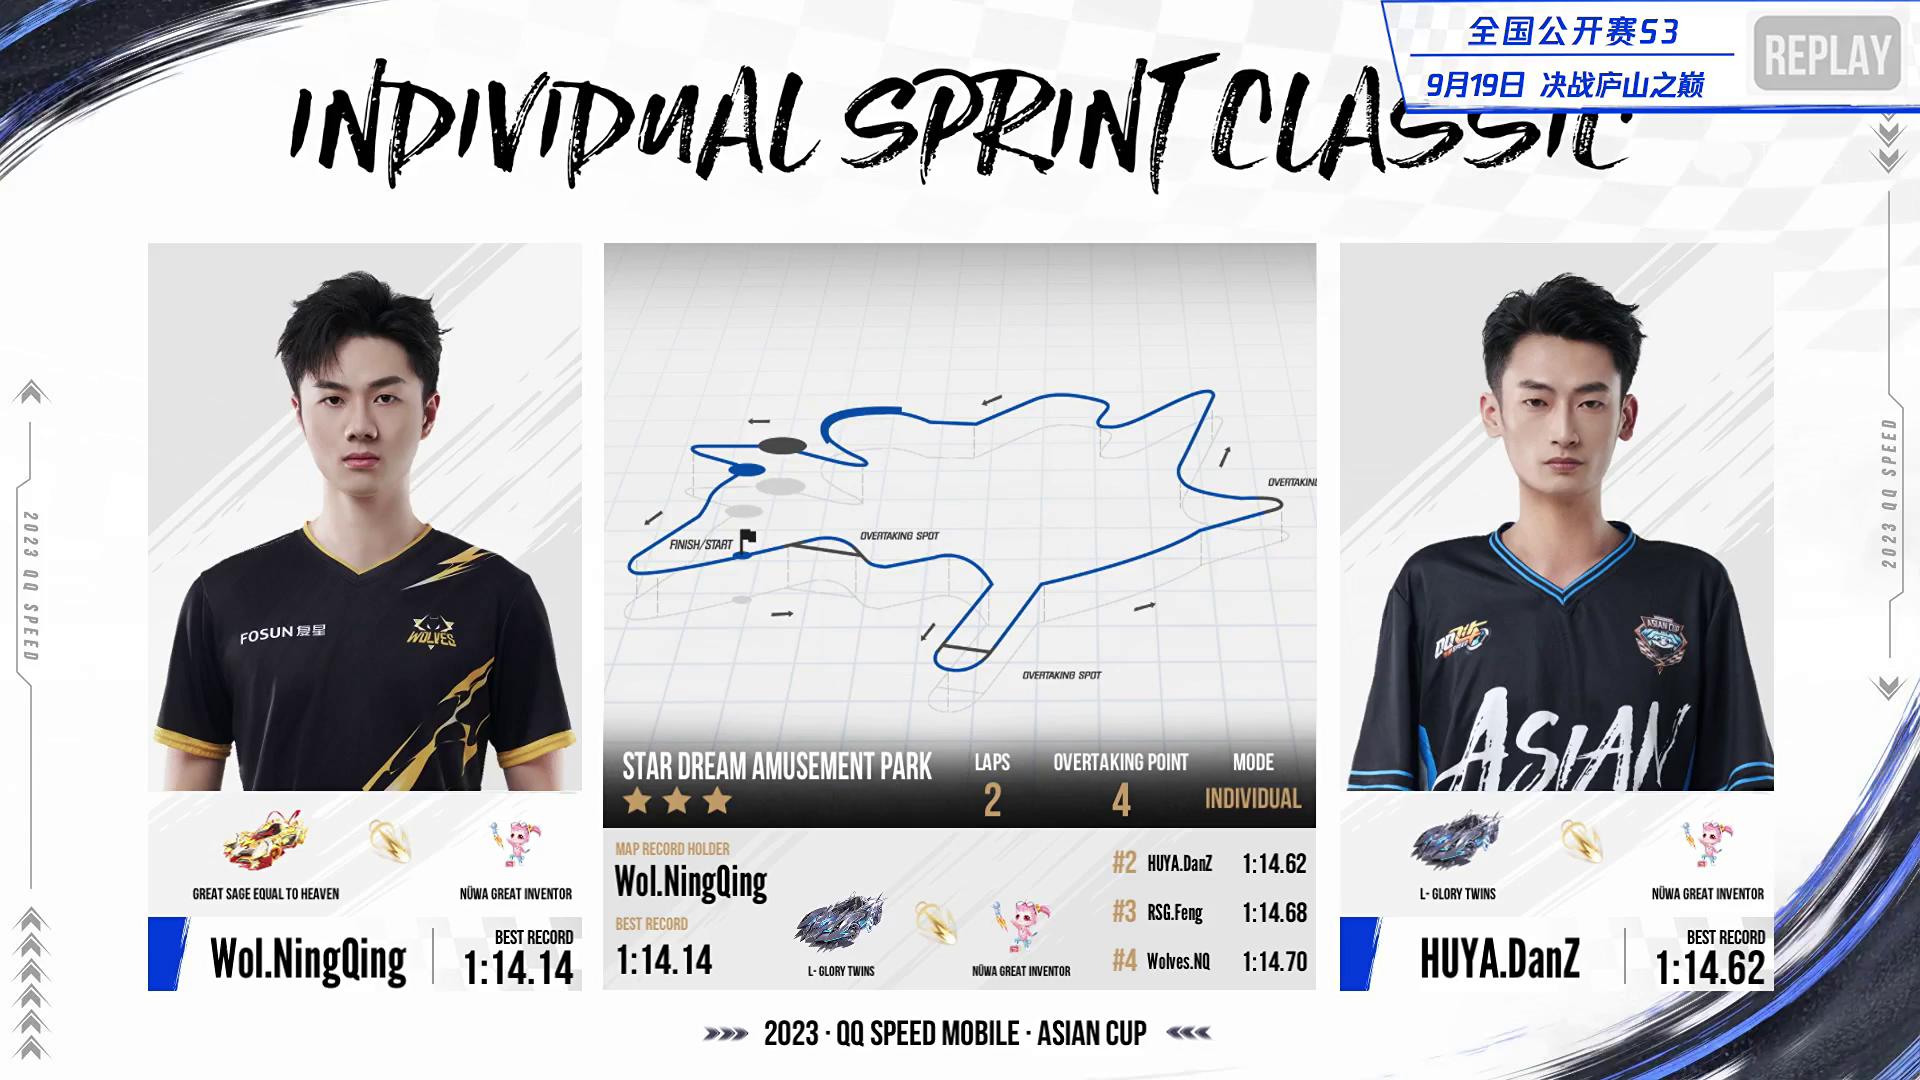 全国公开赛S3
9月19日 决战庐山之巅
REPLAY
INDIVIDUAL SPRINT CLASSIC
2023 QQ SPEED
FOSUN 复星
WOLVES
FINISH/START
OVERTAKING SPOT
OVERTAKING SPOT
OVERTAKING
STAR DREAM AMUSEMENT PARK
LAPS
2
OVERTAKING POINT
4
MODE
INDIVIDUAL
ASIAN CUP
ASIAN
2023 QQ SPEED
GREAT SAGE EQUAL TO HEAVEN
NÜWA GREAT INVENTOR
Wol.NingQing
BEST RECORD
1:14.14
MAP RECORD HOLDER
Wol.NingQing
BEST RECORD
1:14.14
L- GLORY TWINS
NÜWA GREAT INVENTOR
#2 HUYA.DanZ 1:14.62
#3 RSG.Feng 1:14.68
#4 Wolves.NQ 1:14.70
L- GLORY TWINS
NÜWA GREAT INVENTOR
HUYA.DanZ
BEST RECORD
1:14.62
2023 · QQ SPEED MOBILE · ASIAN CUP